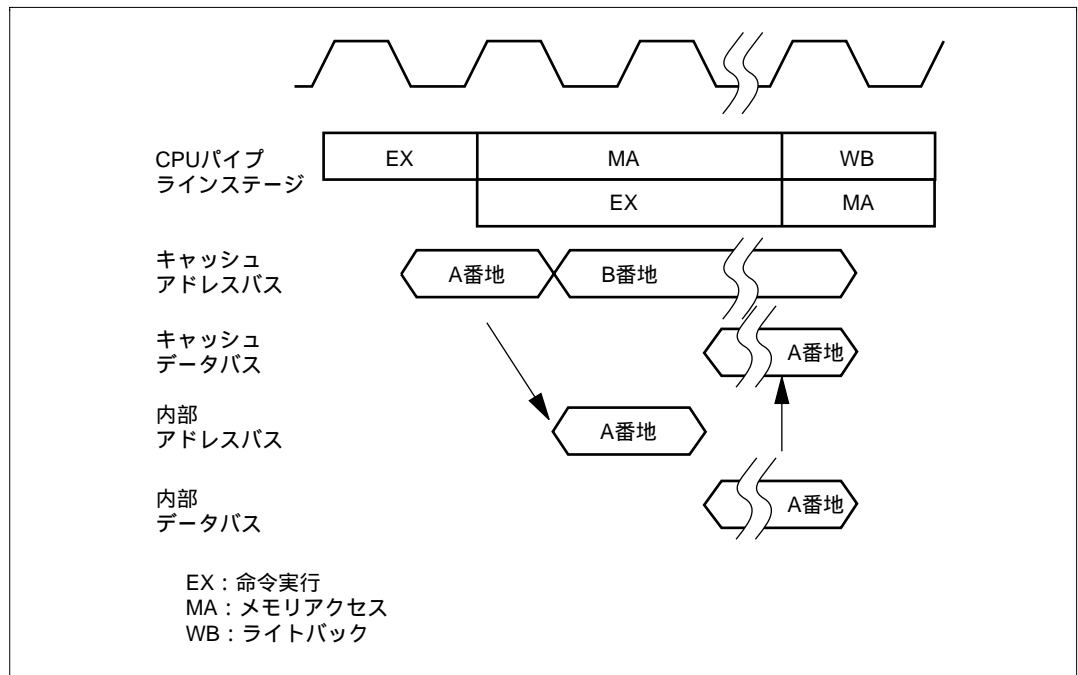 CPUパイプ
ラインステージ
EX
MA
WB
EX
MA
キャッシュ
アドレスバス
A番地
B番地
キャッシュ
データバス
A番地
内部
アドレスバス
A番地
内部
データバス
A番地
EX：命令実行
MA：メモリアクセス
WB：ライトバック